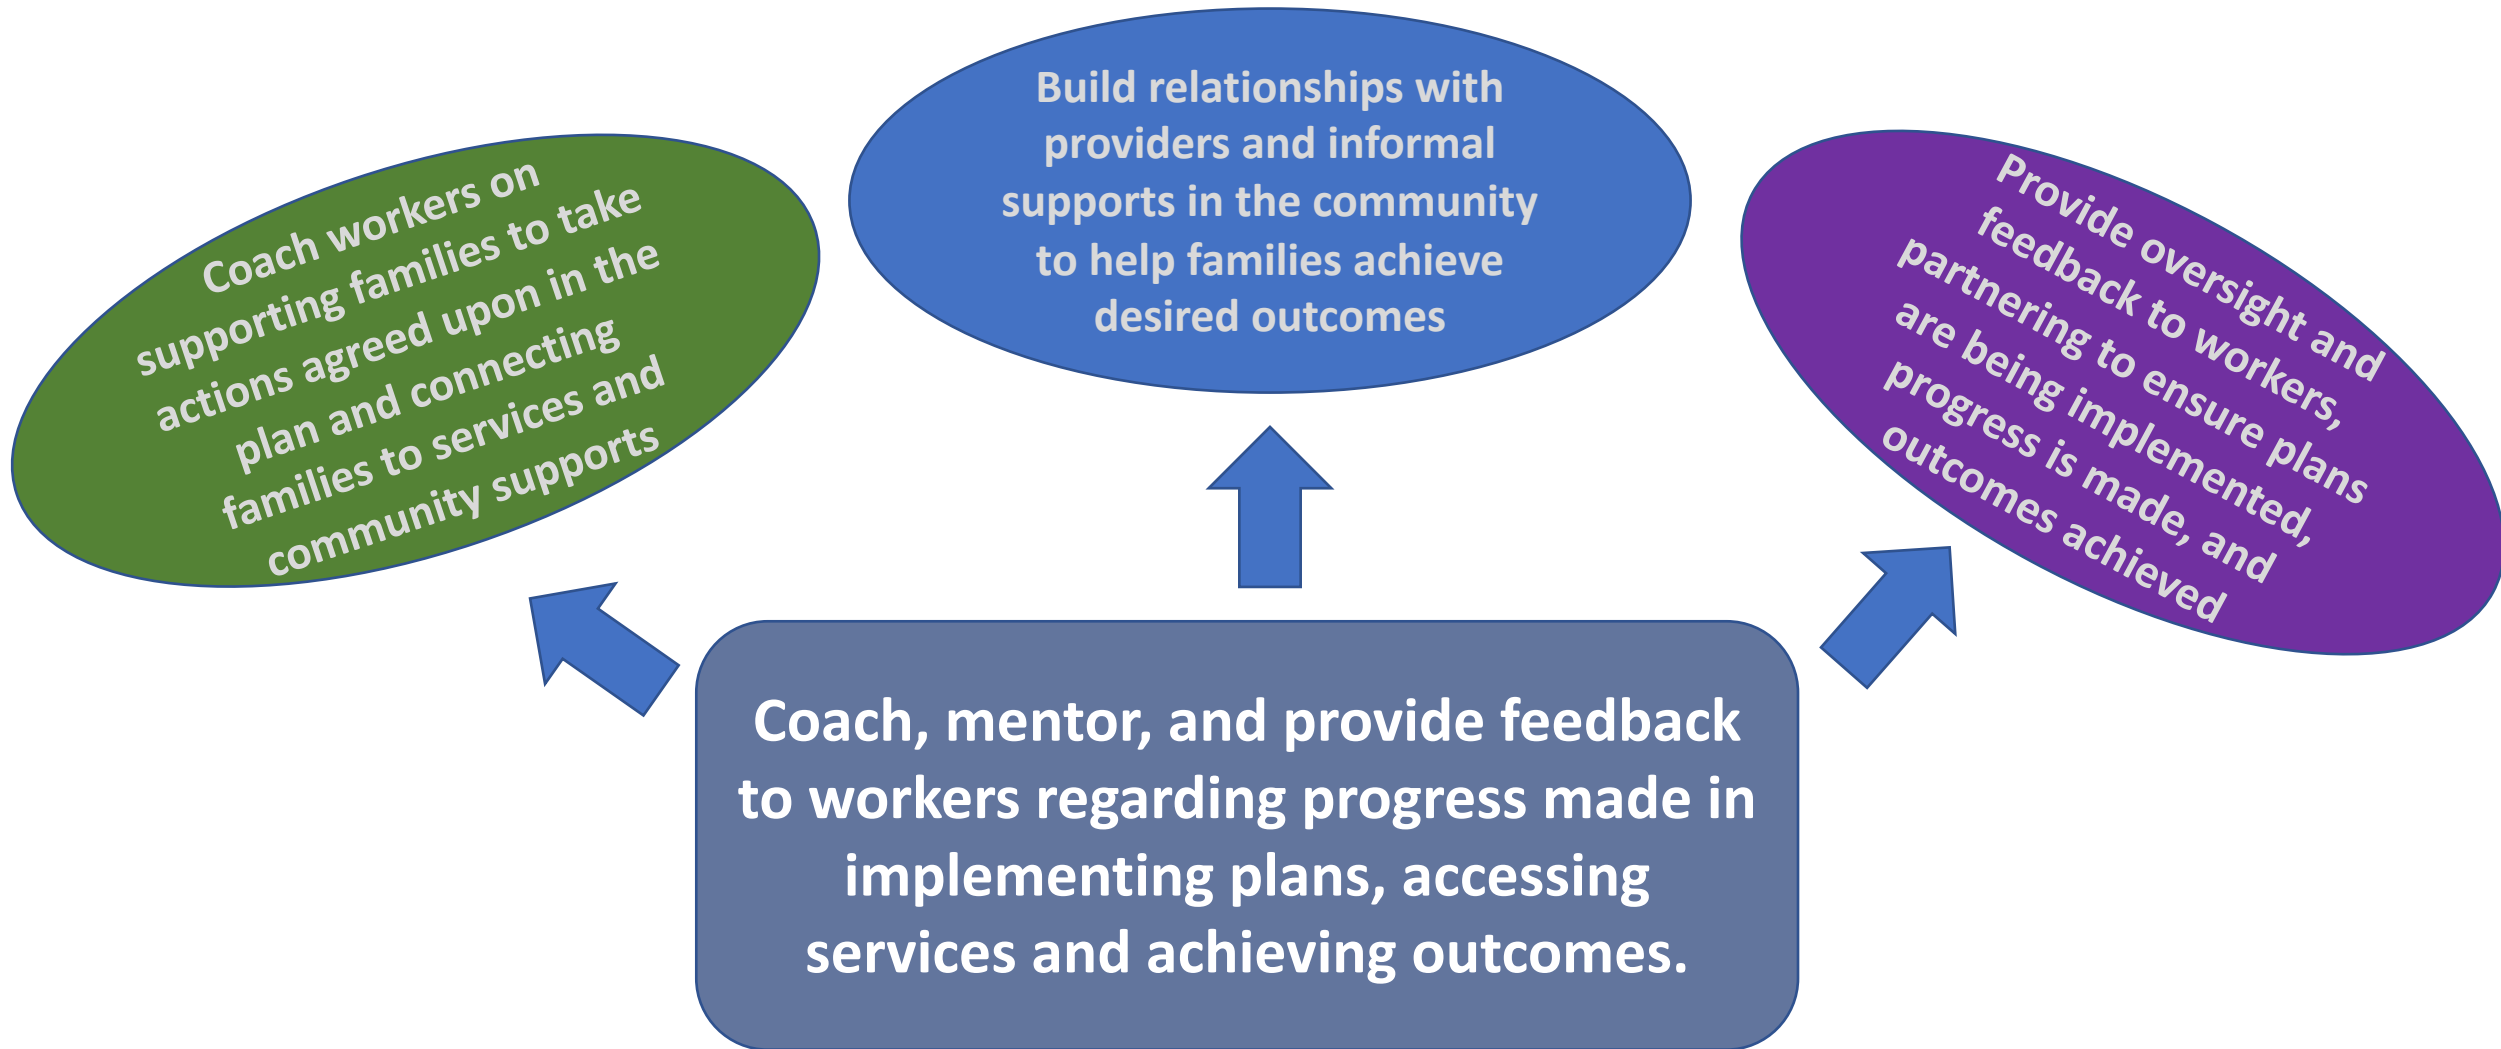 Coach workers on
supporting families to take
actions agreed upon in the
plan and connecting
families to services and
community supports
Build relationships with
providers and informal
supports in the community
to help families achieve
desired outcomes
Provide oversight and
feedback to workers,
partnering to ensure plans
are being implemented,
progress is made, and
outcomes achieved
Coach, mentor, and provide feedback
to workers regarding progress made in
implementing plans, accessing
services and achieving outcomes.